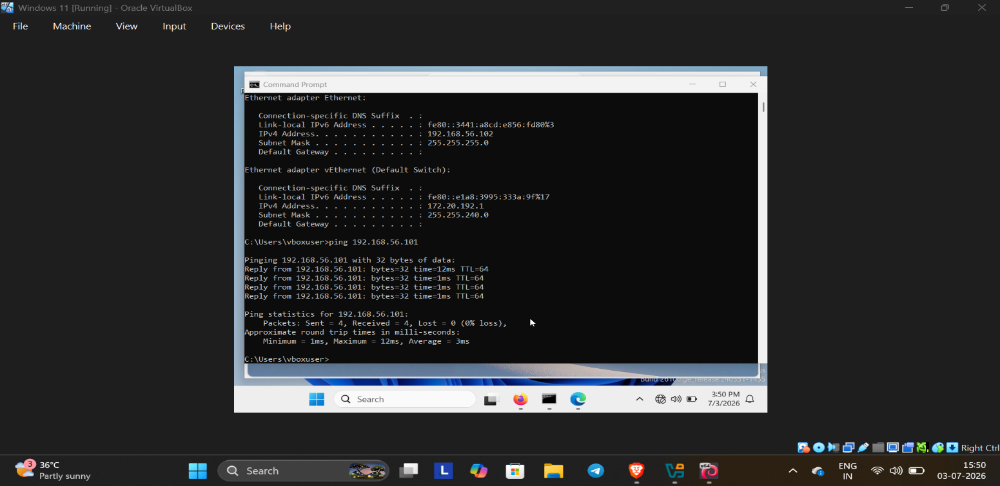 Windows 11 [Running] - Oracle VirtualBox
File Machine View Input Devices Help
Command Prompt
Ethernet adapter Ethernet:
Connection-specific DNS Suffix . :
Link-local IPv6 Address . . . . . : fe80::3441:a8cd:e856:fd80%3
IPv4 Address. . . . . . . . . . . : 192.168.56.102
Subnet Mask . . . . . . . . . . . : 255.255.255.0
Default Gateway . . . . . . . . . :
Ethernet adapter vEthernet (Default Switch):
Connection-specific DNS Suffix . :
Link-local IPv6 Address . . . . . : fe80::e1a8:3995:333a:9f%17
IPv4 Address. . . . . . . . . . . : 172.20.192.1
Subnet Mask . . . . . . . . . . . : 255.255.240.0
Default Gateway . . . . . . . . . :
C:\Users\vboxuser>ping 192.168.56.101
Pinging 192.168.56.101 with 32 bytes of data:
Reply from 192.168.56.101: bytes=32 time=12ms TTL=64
Reply from 192.168.56.101: bytes=32 time=1ms TTL=64
Reply from 192.168.56.101: bytes=32 time=1ms TTL=64
Reply from 192.168.56.101: bytes=32 time=1ms TTL=64
Ping statistics for 192.168.56.101:
Packets: Sent = 4, Received = 4, Lost = 0 (0% loss),
Approximate round trip times in milli-seconds:
Minimum = 1ms, Maximum = 12ms, Average = 3ms
C:\Users\vboxuser>
Search
3:50 PM
7/3/2026
Right Ctrl
3
36°C
Partly sunny
Search
L
x64
ENG
IN
15:50
03-07-2026